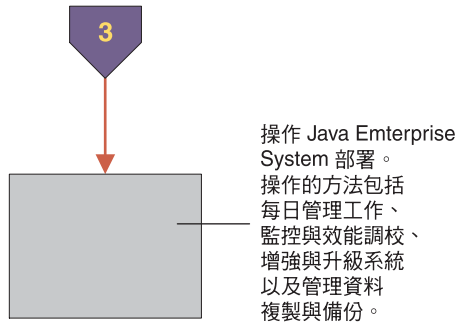 3
操作 Java Emterprise
System 部署。
操作的方法包括
每日管理工作、
監控與效能調校、
增強與升級系統
以及管理資料
複製與備份。